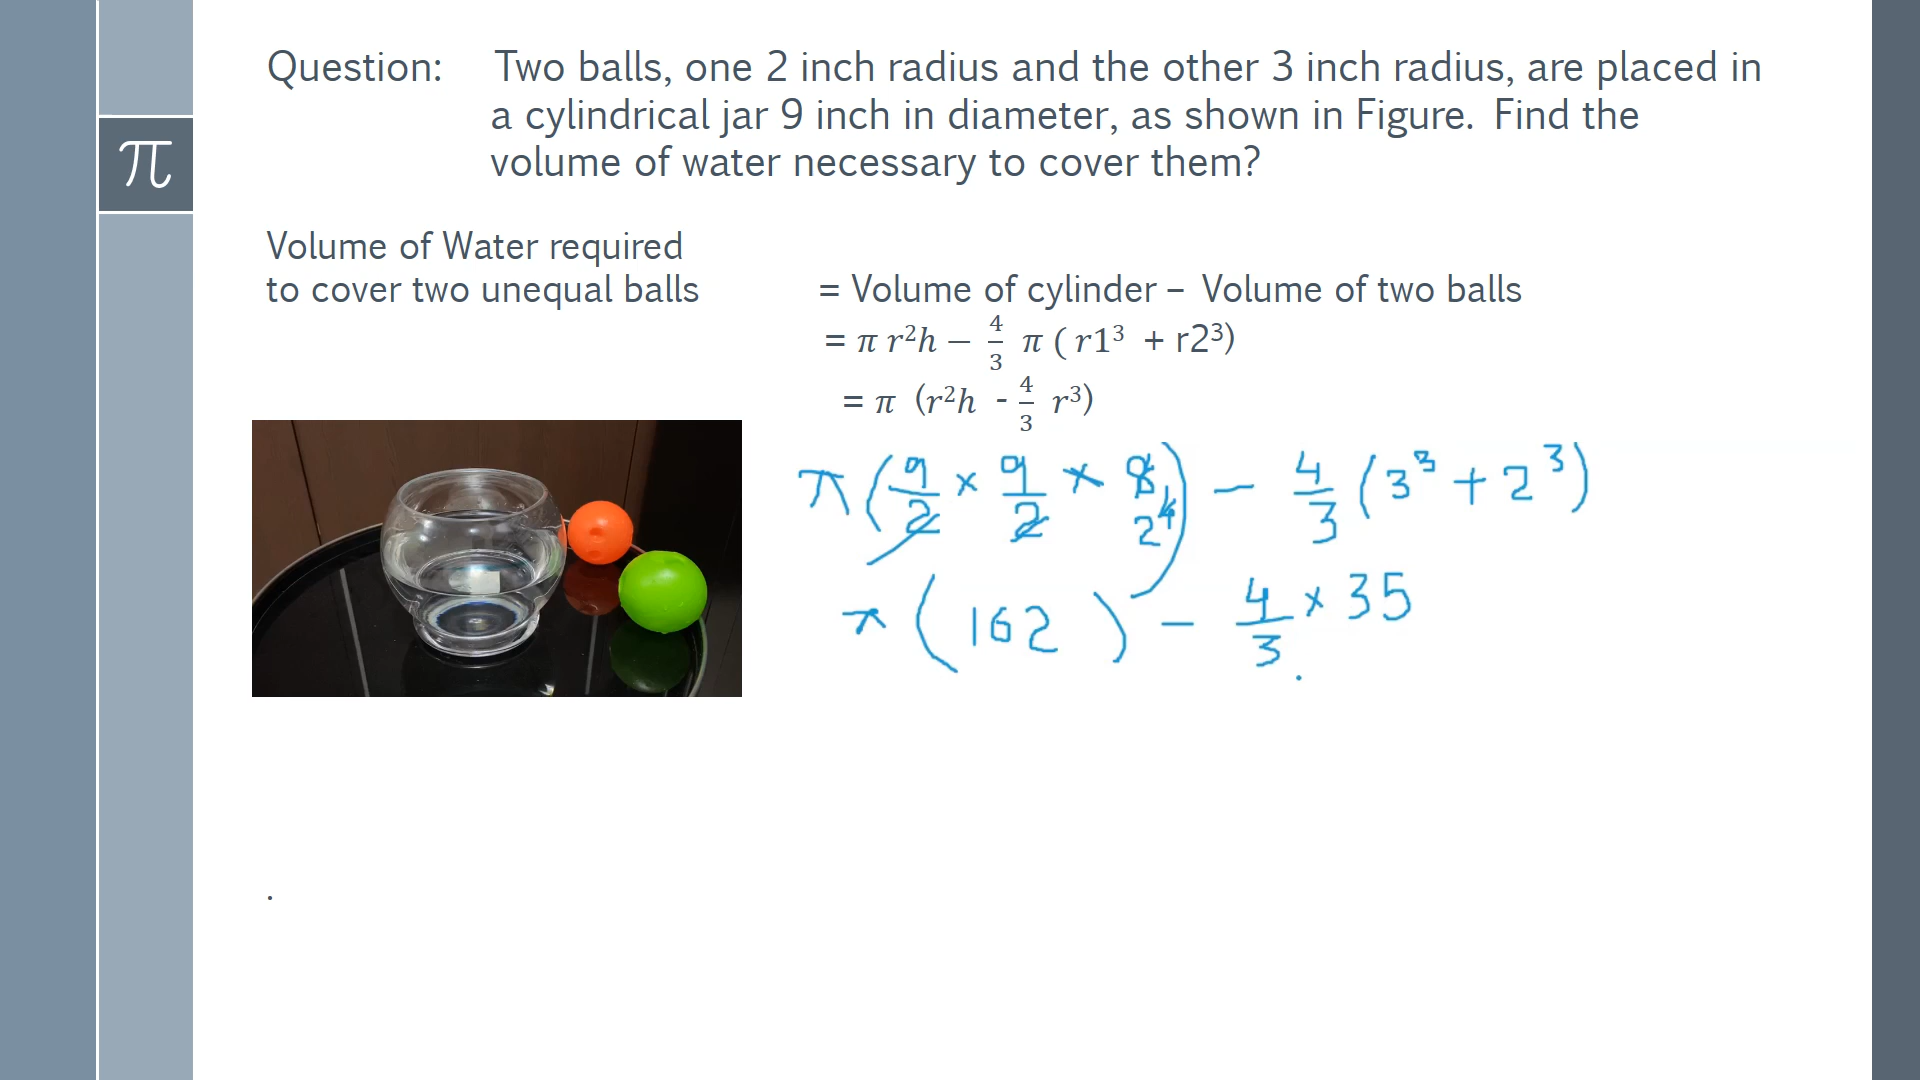 Question: Two balls, one 2 inch radius and the other 3 inch radius, are placed in
a cylindrical jar 9 inch in diameter, as shown in Figure. Find the
volume of water necessary to cover them?
π
Volume of Water required
to cover two unequal balls = Volume of cylinder – Volume of two balls
= π r²h − 4/3 π ( r1³ + r2³)
= π (r²h - 4/3 r³)
π(9/2 × 9/2 × 8 4 2) − 4/3 (3³ + 2³)
π(162) − 4/3 × 35
.